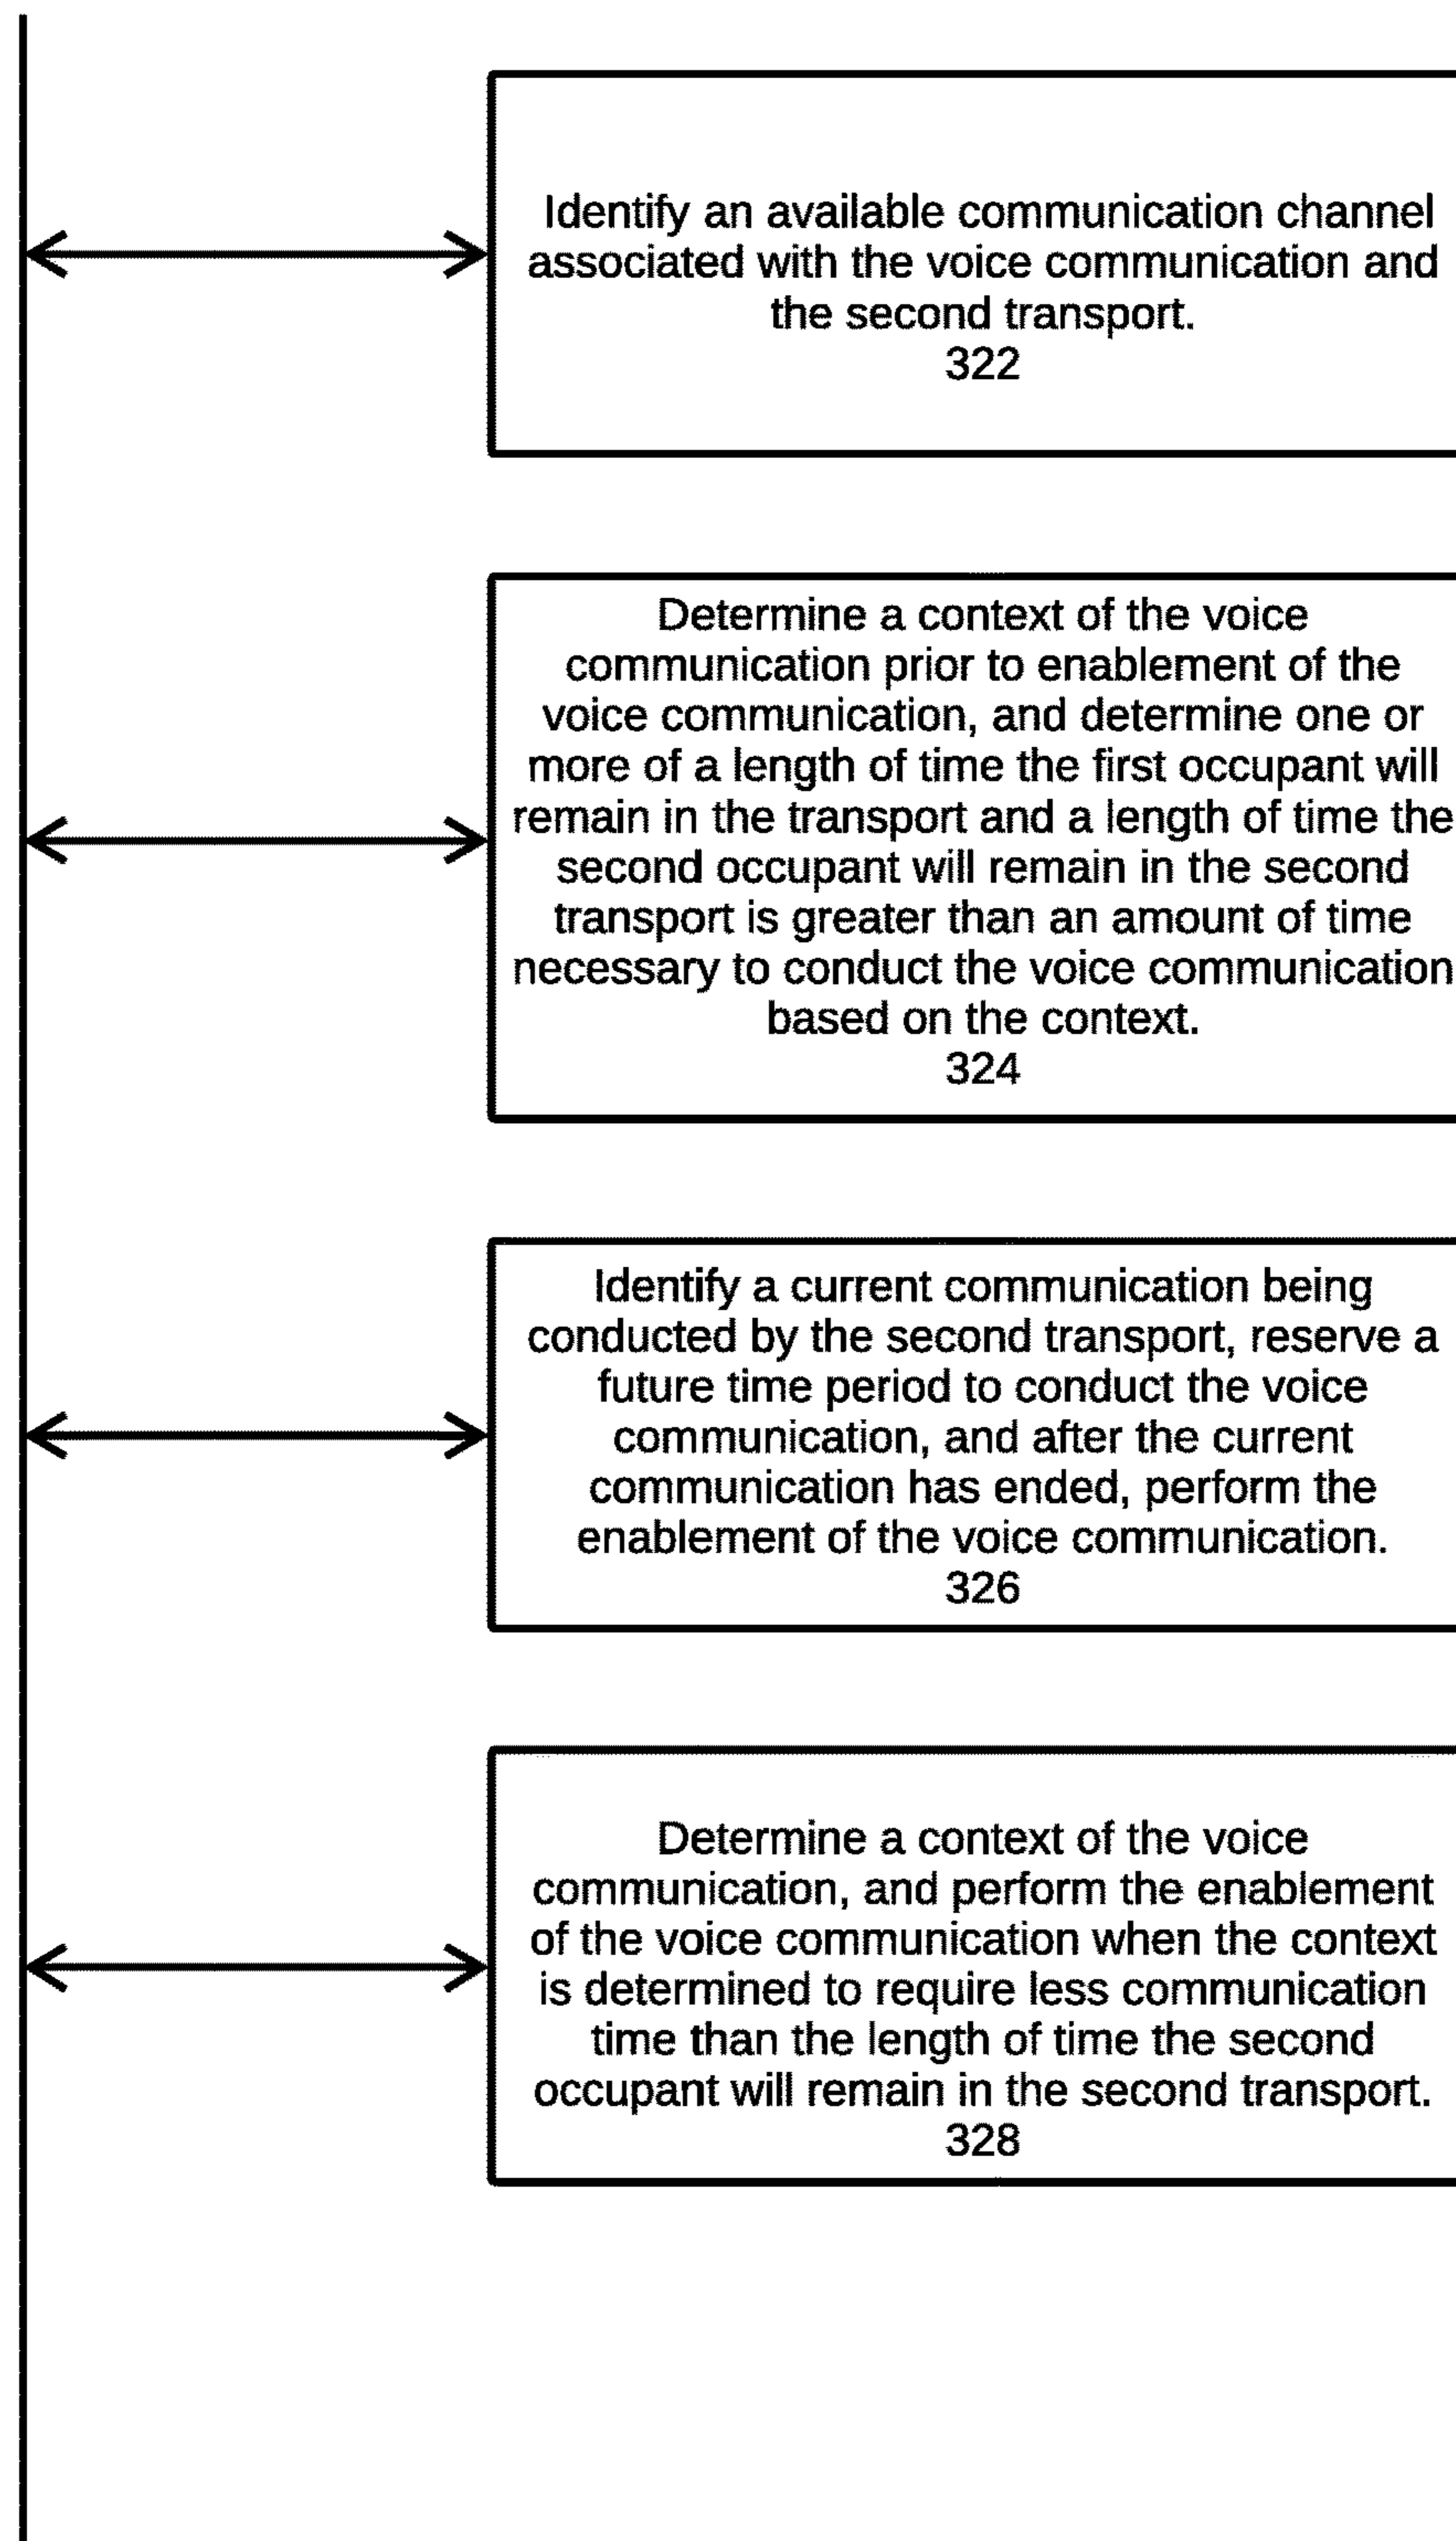 Identify an available communication channel
associated with the voice communication and
the second transport.
322
Determine a context of the voice
communication prior to enablement of the
voice communication, and determine one or
more of a length of time the first occupant will
remain in the transport and a length of time the
second occupant will remain in the second
transport is greater than an amount of time
necessary to conduct the voice communication
based on the context.
324
Identify a current communication being
conducted by the second transport, reserve a
future time period to conduct the voice
communication, and after the current
communication has ended, perform the
enablement of the voice communication.
326
Determine a context of the voice
communication, and perform the enablement
of the voice communication when the context
is determined to require less communication
time than the length of time the second
occupant will remain in the second transport.
328